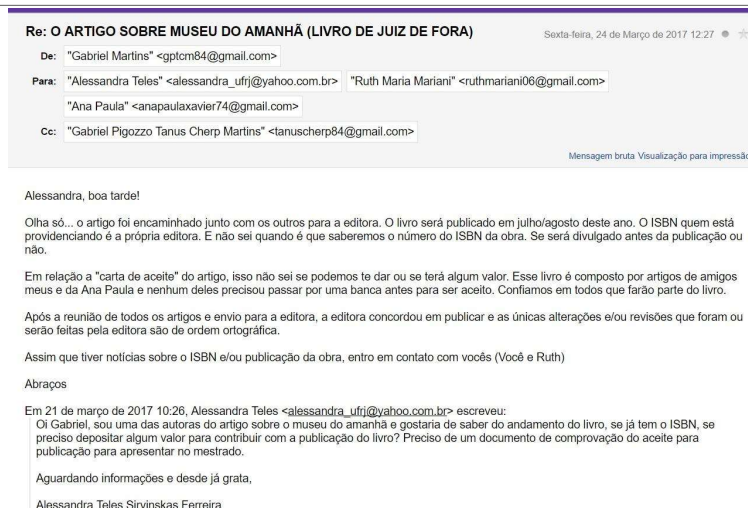 Re: O ARTIGO SOBRE MUSEU DO AMANHÃ (LIVRO DE JUIZ DE FORA)
Sexta-feira, 24 de Março de 2017 12:27
De: "Gabriel Martins" <gptcm84@gmail.com>
Para: "Alessandra Teles" <alessandra_ufrj@yahoo.com.br> "Ruth Maria Mariani" <ruthmariani06@gmail.com>
"Ana Paula" <anapaulaxavier74@gmail.com>
Cc: "Gabriel Pigozzo Tanus Cherp Martins" <tanuscherp84@gmail.com>
Mensagem bruta Visualização para impressão
Alessandra, boa tarde!
Olha só... o artigo foi encaminhado junto com os outros para a editora. O livro será publicado em julho/agosto deste ano. O ISBN quem está
providenciando é a própria editora. E não sei quando é que saberemos o número do ISBN da obra. Se será divulgado antes da publicação ou
não.
Em relação a "carta de aceite" do artigo, isso não sei se podemos te dar ou se terá algum valor. Esse livro é composto por artigos de amigos
meus e da Ana Paula e nenhum deles precisou passar por uma banca antes para ser aceito. Confiamos em todos que farão parte do livro.
Após a reunião de todos os artigos e envio para a editora, a editora concordou em publicar e as únicas alterações e/ou revisões que foram ou
serão feitas pela editora são de ordem ortográfica.
Assim que tiver notícias sobre o ISBN e/ou publicação da obra, entro em contato com vocês (Você e Ruth)
Abraços
Em 21 de março de 2017 10:26, Alessandra Teles <alessandra_ufrj@yahoo.com.br> escreveu:
Oi Gabriel, sou uma das autoras do artigo sobre o museu do amanhã e gostaria de saber do andamento do livro, se já tem o ISBN, se
preciso depositar algum valor para contribuir com a publicação do livro? Preciso de um documento de comprovação do aceite para
publicação para apresentar no mestrado.
Aguardando informações e desde já grata,
Alessandra Teles Sirvinskas Ferreira